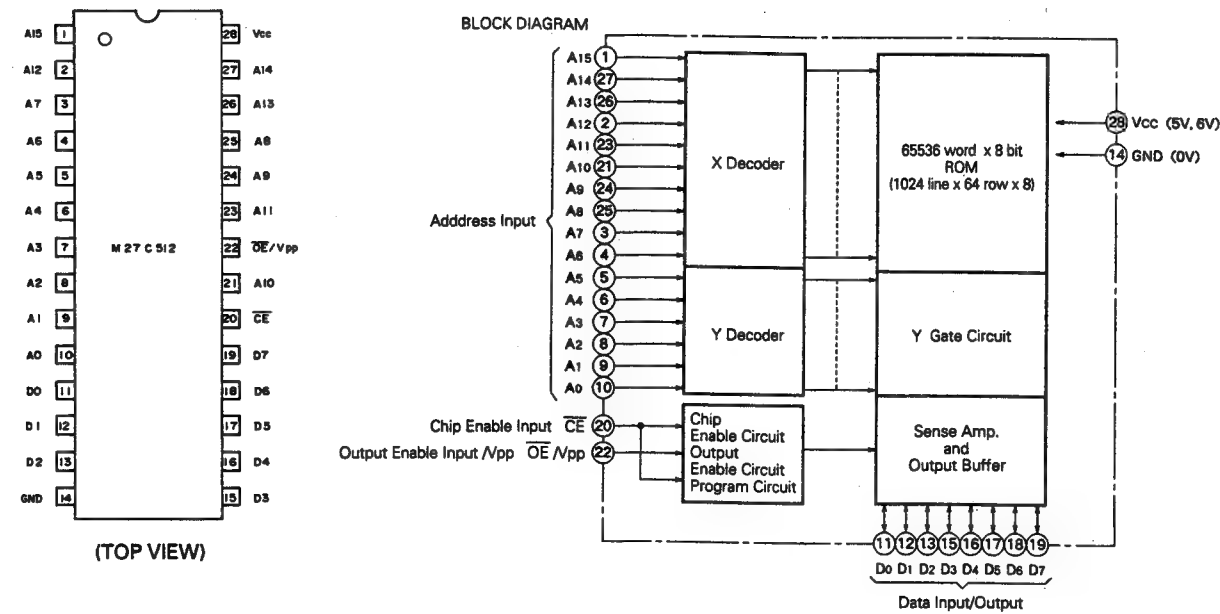 A15 1 28 Vcc
A12 2 27 A14
A7 3 26 A13
A6 4 25 A8
A5 5 24 A9
A4 6 23 A11
A3 7 M27C512 22 OE/Vpp
A2 8 21 A10
A1 9 20 CE
A0 10 19 D7
D0 11 18 D6
D1 12 17 D5
D2 13 16 D4
GND 14 15 D3
(TOP VIEW)
BLOCK DIAGRAM
Adddress Input
A15 1
A14 27
A13 26
A12 2
A11 23
A10 21
A9 24
A8 25
A7 3
A6 4
A5 5
A4 6
A3 7
A2 8
A1 9
A0 10
Chip Enable Input CE 20
Output Enable Input /Vpp OE /Vpp 22
X Decoder
Y Decoder
Chip
Enable Circuit
Output
Enable Circuit
Program Circuit
65536 word x 8 bit
ROM
(1024 line x 64 row x 8)
Y Gate Circuit
Sense Amp.
and
Output Buffer
28 Vcc (5V, 6V)
14 GND (0V)
11 12 13 15 16 17 18 19
D0 D1 D2 D3 D4 D5 D6 D7
Data Input/Output